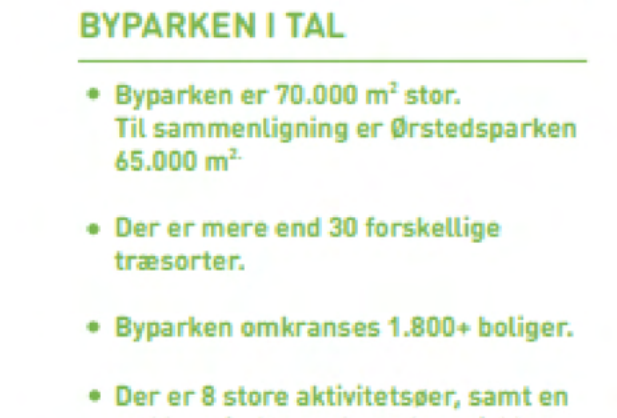 BYPARKEN I TAL
• Byparken er 70.000 m² stor.
Til sammenligning er Ørstedsparken
65.000 m².
• Der er mere end 30 forskellige
træsorter.
• Byparken omkranses 1.800+ boliger.
• Der er 8 store aktivitetsøer, samt en